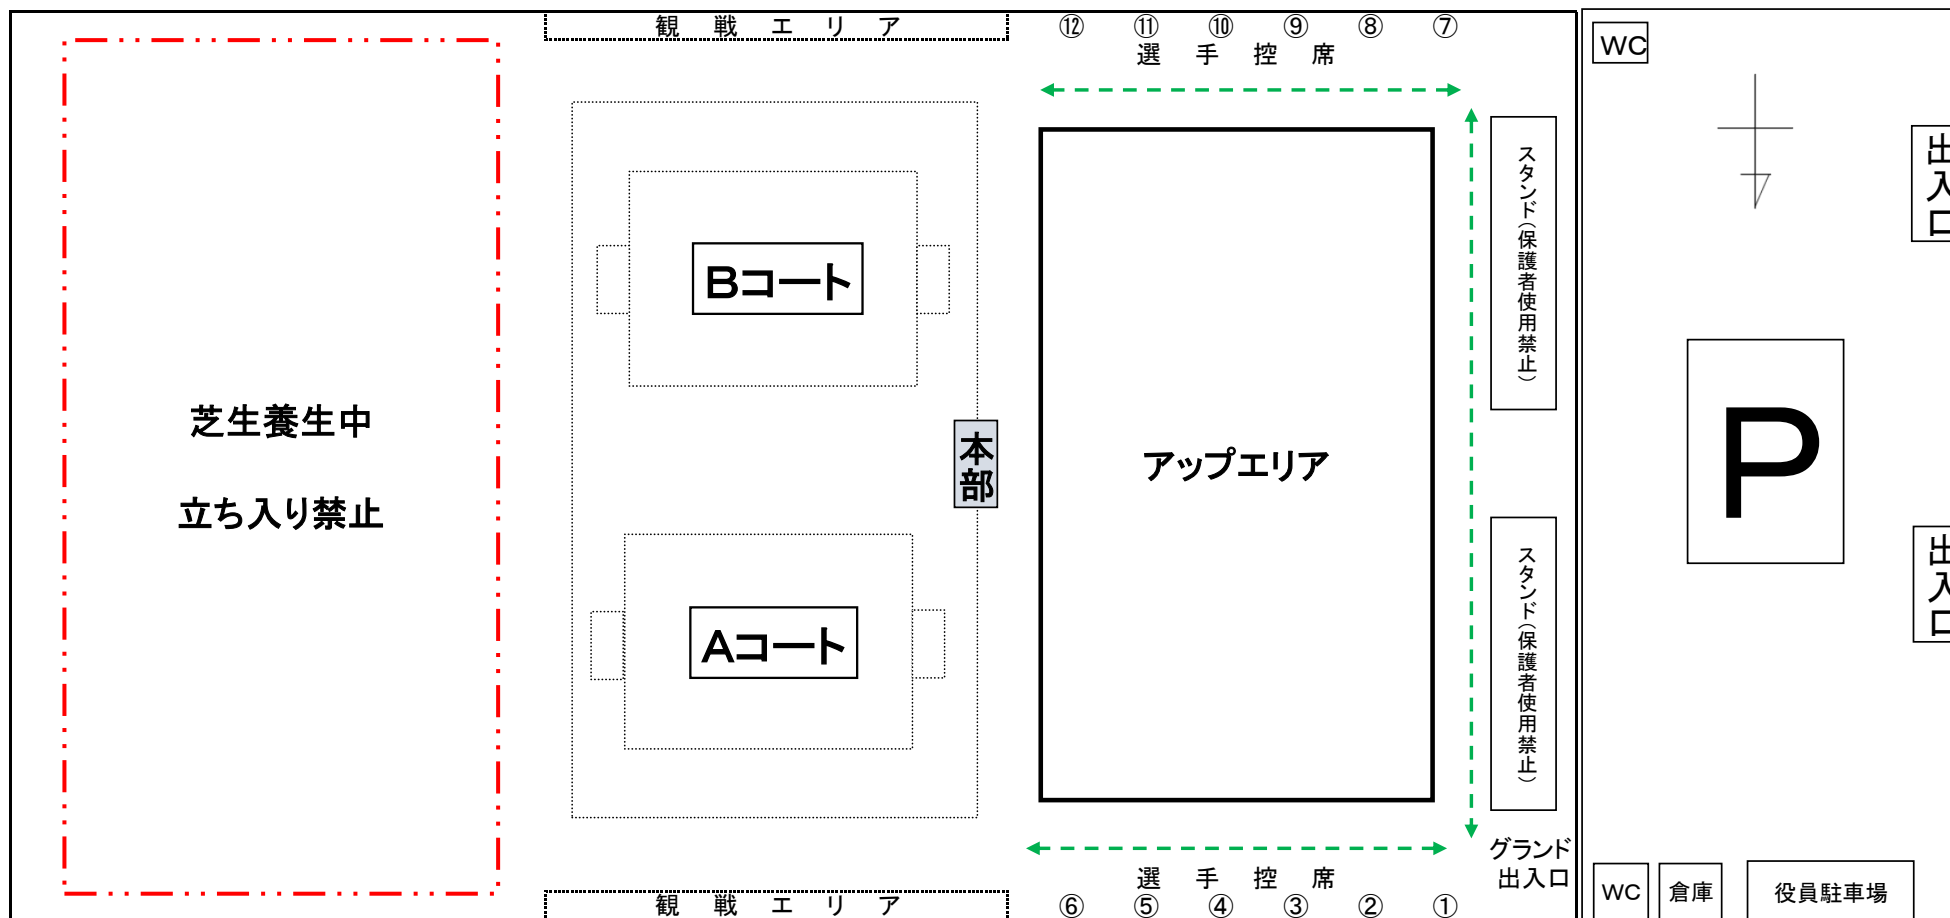 観戦エリア
⑫ ⑪ ⑩ ⑨ ⑧ ⑦
選手控席
WC
出入口
スタンド（保護者使用禁止）
Bコート
P
芝生養生中
立ち入り禁止
本部
アップエリア
出入口
スタンド（保護者使用禁止）
Aコート
グランド
出入口
選手控席
観戦エリア
⑥ ⑤ ④ ③ ② ①
WC
倉庫
役員駐車場